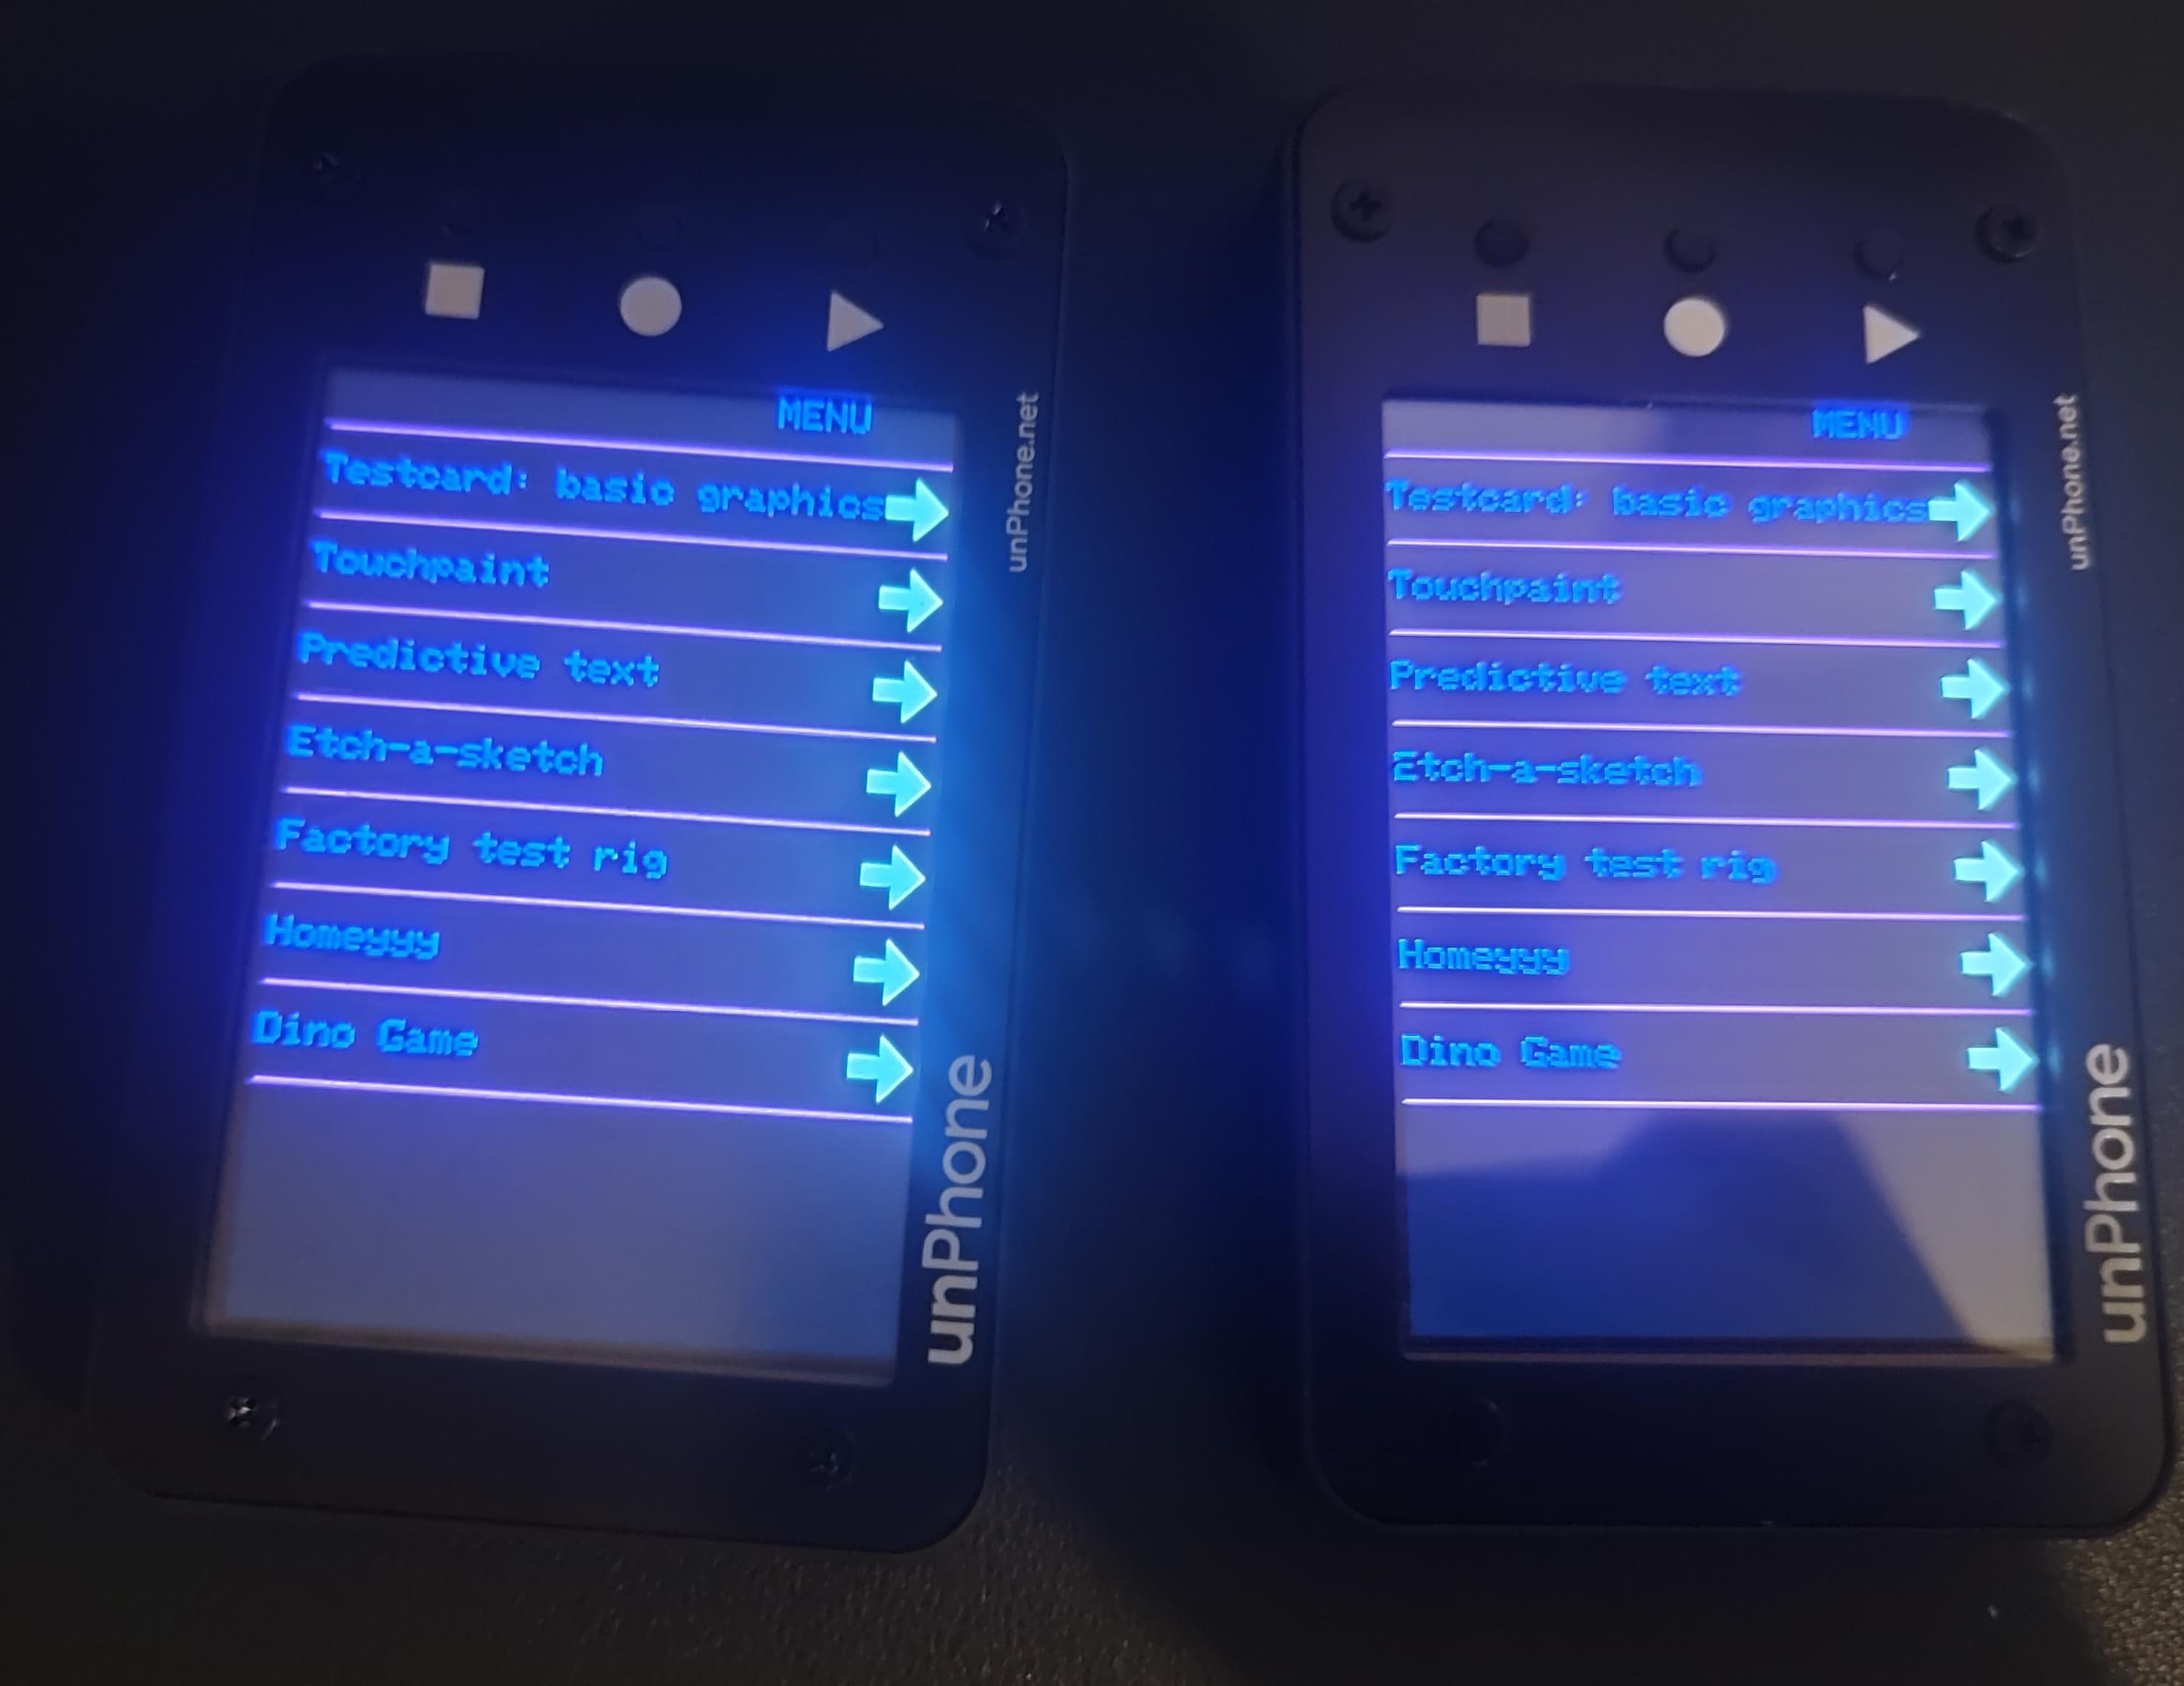 MENU
Testcard: basic graphics
Touchpaint
Predictive text
Etch-a-sketch
Factory test rig
Homeyyy
Dino Game
unPhone.net
unPhone
MENU
Testcard: basic graphics
Touchpaint
Predictive text
Etch-a-sketch
Factory test rig
Homeyyy
Dino Game
unPhone.net
unPhone